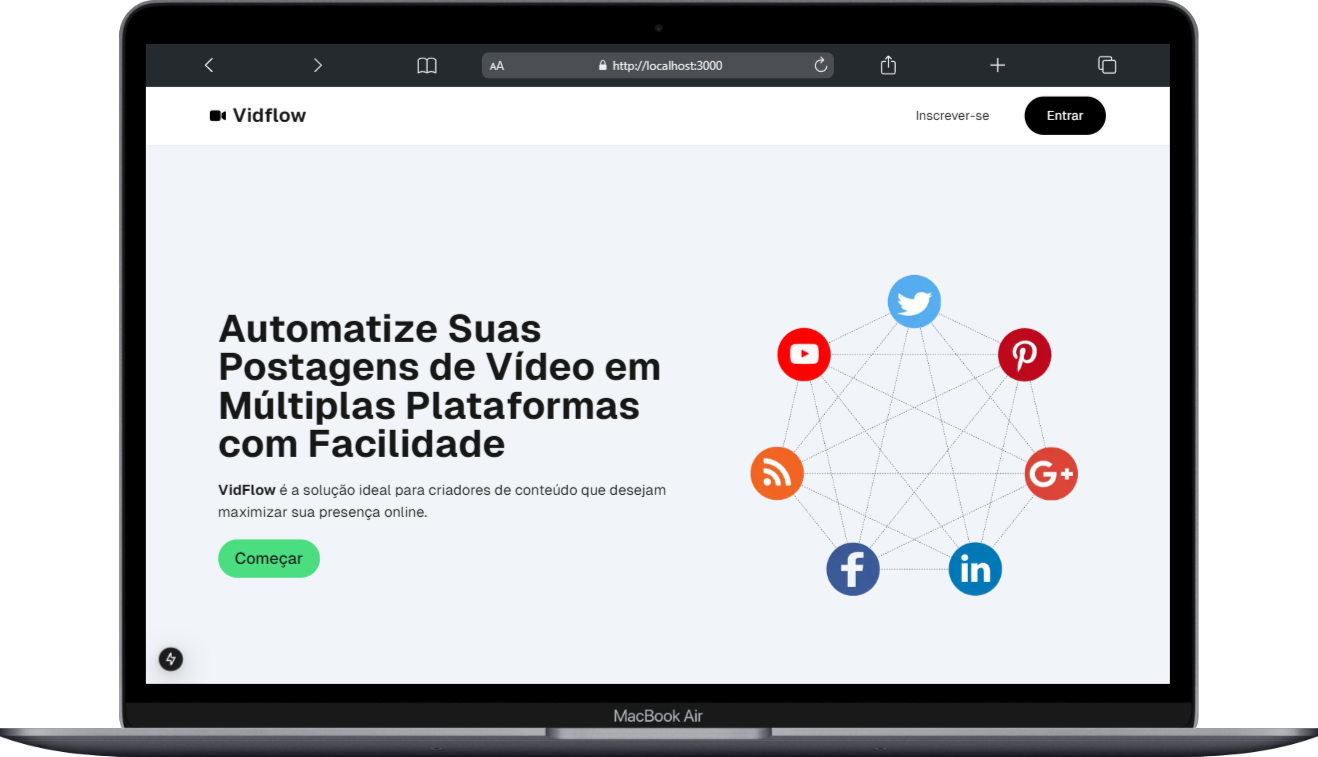 AA
http://localhost:3000
Vidflow
Inscrever-se
Entrar
Automatize Suas
Postagens de Vídeo em
Múltiplas Plataformas
com Facilidade
VidFlow é a solução ideal para criadores de conteúdo que desejam
maximizar sua presença online.
Começar
G+
f
in
MacBook Air